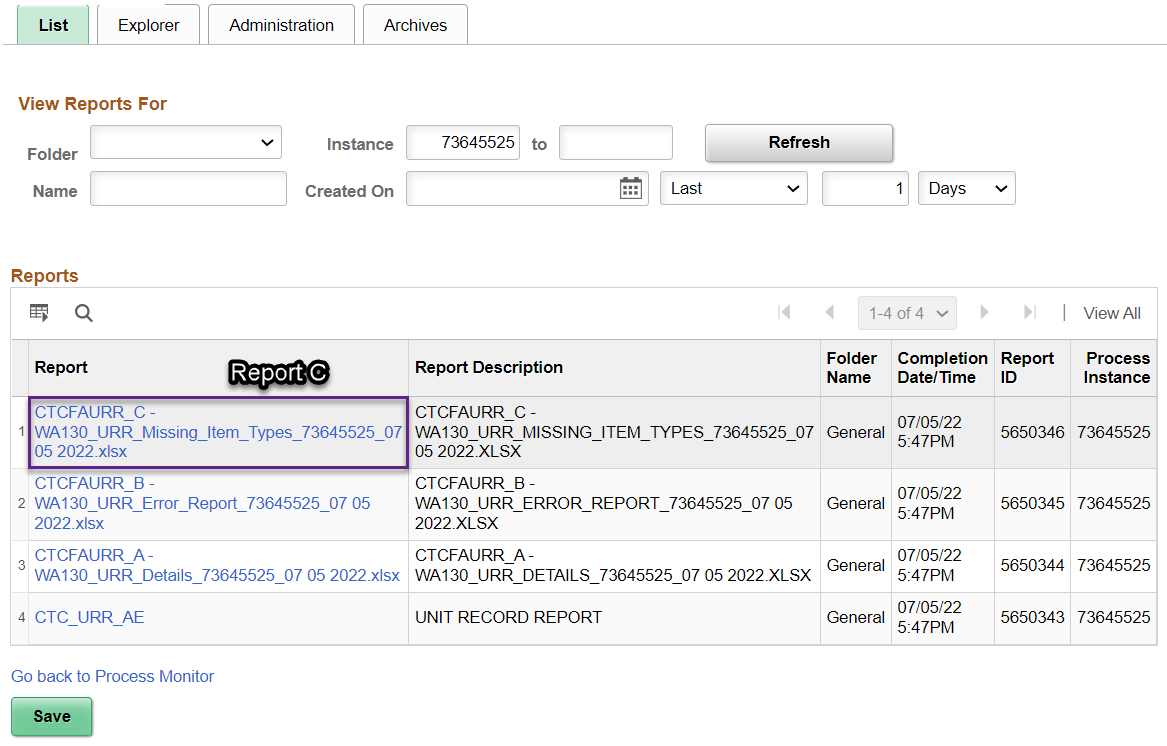 List Explorer Administration Archives
View Reports For
Folder Instance 73645525 to Refresh
Name Created On Last 1 Days
Reports
1-4 of 4 | View All
Report Report C Report Description Folder Name Completion Date/Time Report ID Process Instance
1 CTCFAURR_C - CTCFAURR_C -
WA130_URR_Missing_Item_Types_73645525_07 WA130_URR_MISSING_ITEM_TYPES_73645525_07 General 07/05/22 5:47PM 5650346 73645525
05 2022.xlsx 05 2022.XLSX
2 CTCFAURR_B - CTCFAURR_B -
WA130_URR_Error_Report_73645525_07 05 WA130_URR_ERROR_REPORT_73645525_07 05 General 07/05/22 5:47PM 5650345 73645525
2022.xlsx 2022.XLSX
3 CTCFAURR_A - CTCFAURR_A -
WA130_URR_Details_73645525_07 05 2022.xlsx WA130_URR_DETAILS_73645525_07 05 2022.XLSX General 07/05/22 5:47PM 5650344 73645525
4 CTC_URR_AE UNIT RECORD REPORT General 07/05/22 5:47PM 5650343 73645525
Go back to Process Monitor
Save